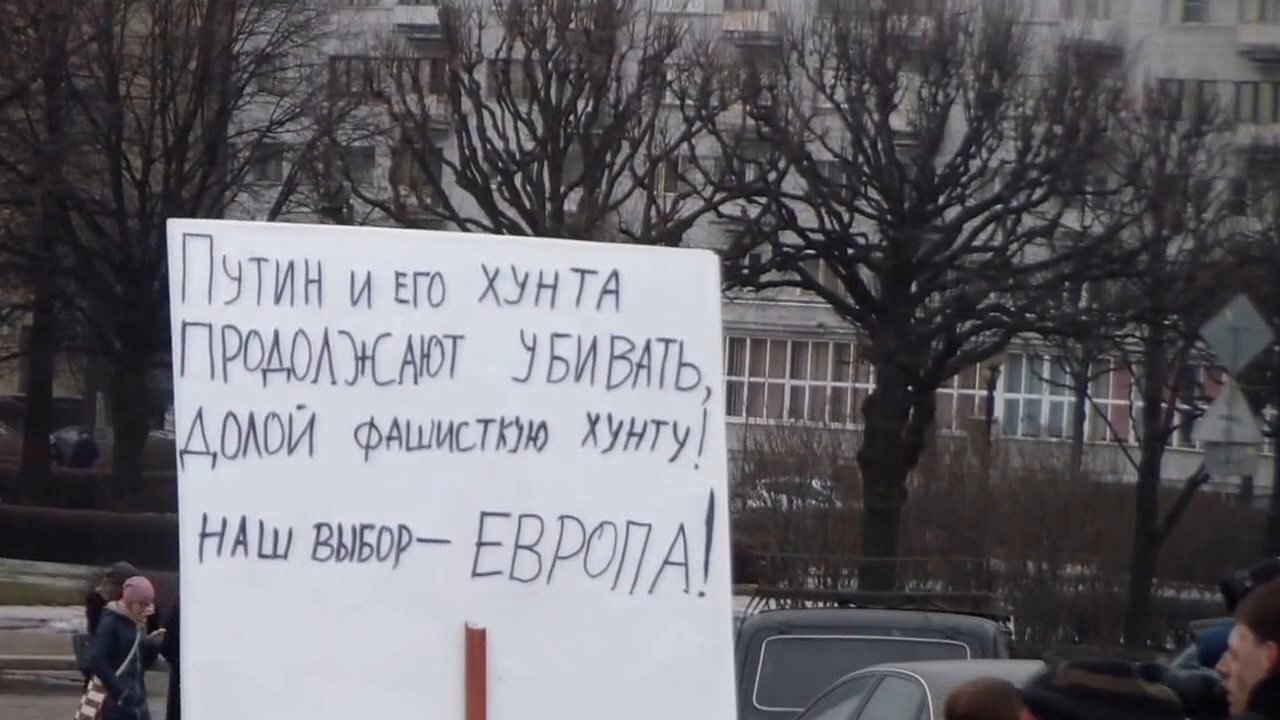 ПУТИН И ЕГО ХУНТА
ПРОДОЛЖАЮТ УБИВАТЬ,
ДОЛОЙ ФАШИСТКУЮ ХУНТУ!
НАШ ВЫБОР — ЕВРОПА!